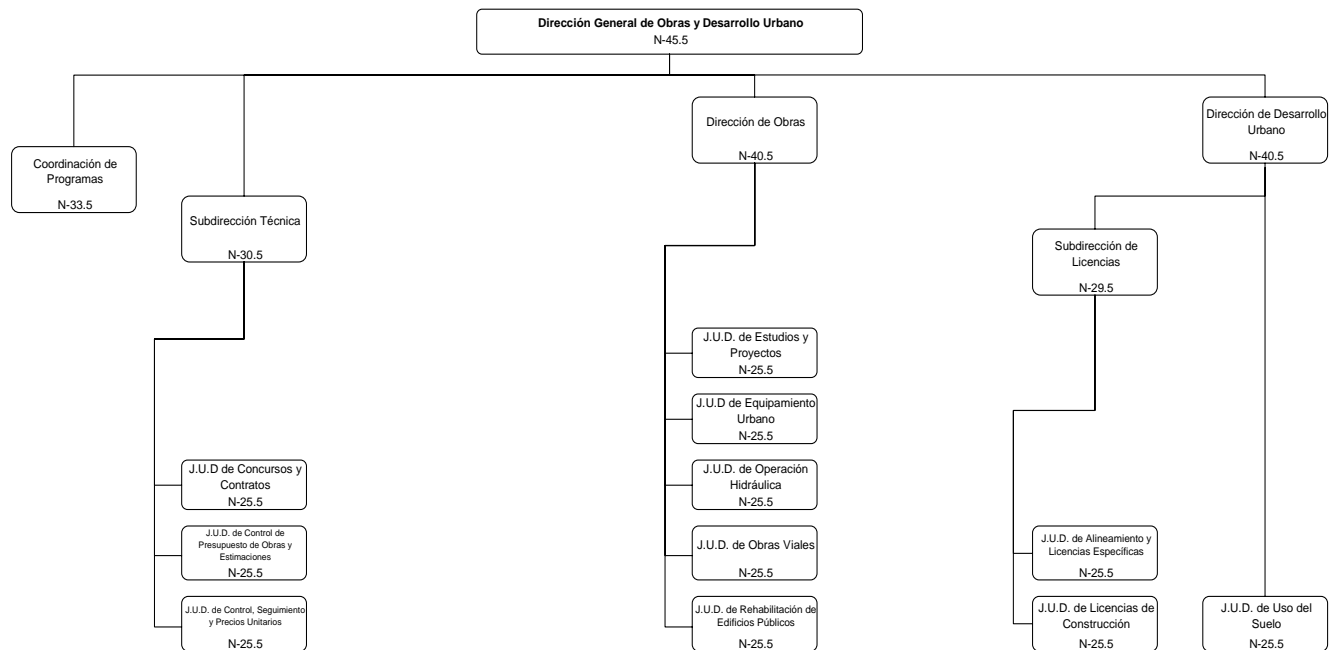 Dirección General de Obras y Desarrollo Urbano
N-45.5
Coordinación de
Programas
N-33.5
Subdirección Técnica
N-30.5
Dirección de Obras
N-40.5
Dirección de Desarrollo
Urbano
N-40.5
Subdirección de
Licencias
N-29.5
J.U.D de Concursos y
Contratos
N-25.5
J.U.D. de Control de
Presupuesto de Obras y
Estimaciones
N-25.5
J.U.D. de Control, Seguimiento
y Precios Unitarios
N-25.5
J.U.D. de Estudios y
Proyectos
N-25.5
J.U.D de Equipamiento
Urbano
N-25.5
J.U.D. de Operación
Hidráulica
N-25.5
J.U.D. de Obras Viales
N-25.5
J.U.D. de Rehabilitación de
Edificios Públicos
N-25.5
J.U.D. de Alineamiento y
Licencias Específicas
N-25.5
J.U.D. de Licencias de
Construcción
N-25.5
J.U.D. de Uso del
Suelo
N-25.5